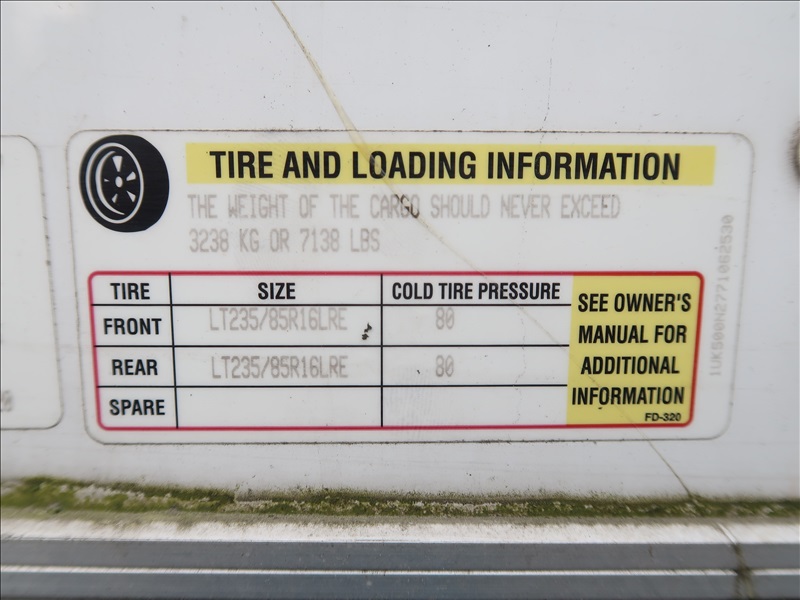 TIRE AND LOADING INFORMATION
THE WEIGHT OF THE CARGO SHOULD NEVER EXCEED
3238 KG OR 7138 LBS
TIRE SIZE COLD TIRE PRESSURE
FRONT LT235/85R16LRE 80
REAR LT235/85R16LRE 80
SPARE
SEE OWNER'S
MANUAL FOR
ADDITIONAL
INFORMATION
FD-320